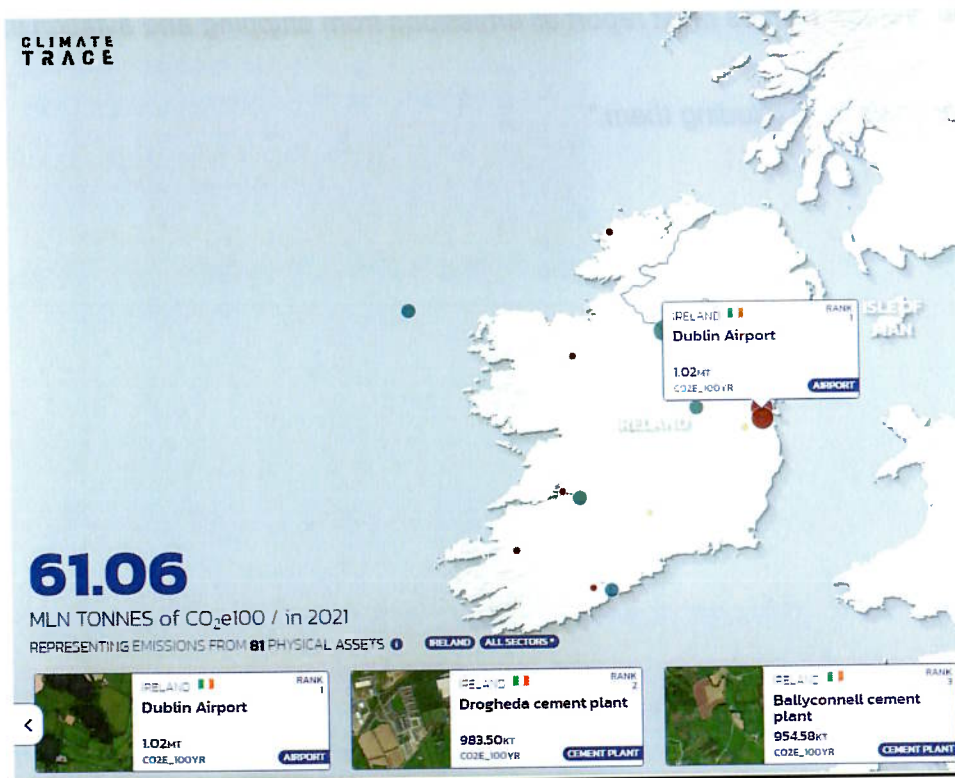 CLIMATE
TRACE
ISLE OF
MAN
IRELAND
RANK
1
Dublin Airport
1.02MT
CO2E_100YR
AIRPORT
IRELAND
61.06
MLN TONNES of CO₂e100 / in 2021
REPRESENTING EMISSIONS FROM 81 PHYSICAL ASSETS i IRELAND ALL SECTORS *
IRELAND
RANK
1
Dublin Airport
1.02MT
CO2E_100YR
AIRPORT
IRELAND
RANK
2
Drogheda cement plant
983.50KT
CO2E_100YR
CEMENT PLANT
IRELAND
RANK
3
Ballyconnell cement
plant
954.58KT
CO2E_100YR
CEMENT PLANT